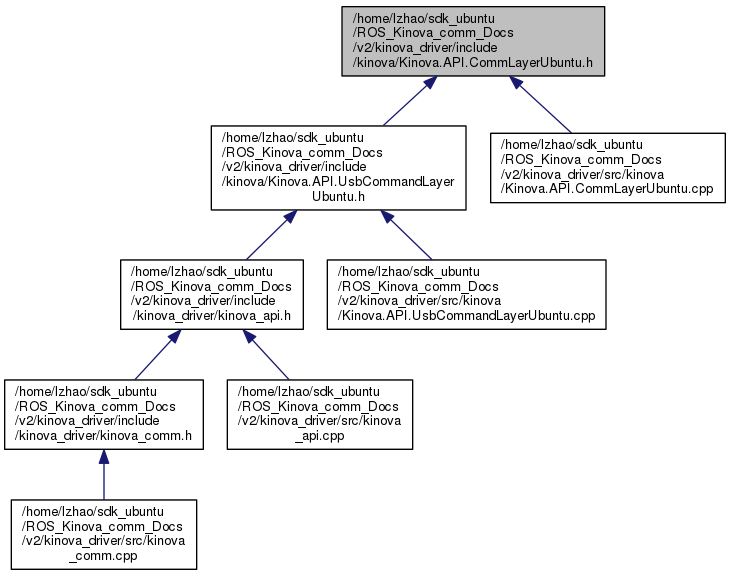 /home/lzhao/sdk_ubuntu
/ROS_Kinova_comm_Docs
/v2/kinova_driver/include
/kinova/Kinova.API.CommLayerUbuntu.h
/home/lzhao/sdk_ubuntu
/ROS_Kinova_comm_Docs
/v2/kinova_driver/include
/kinova/Kinova.API.UsbCommandLayer
Ubuntu.h
/home/lzhao/sdk_ubuntu
/ROS_Kinova_comm_Docs
/v2/kinova_driver/src/kinova
/Kinova.API.CommLayerUbuntu.cpp
/home/lzhao/sdk_ubuntu
/ROS_Kinova_comm_Docs
/v2/kinova_driver/include
/kinova_driver/kinova_api.h
/home/lzhao/sdk_ubuntu
/ROS_Kinova_comm_Docs
/v2/kinova_driver/src/kinova
/Kinova.API.UsbCommandLayerUbuntu.cpp
/home/lzhao/sdk_ubuntu
/ROS_Kinova_comm_Docs
/v2/kinova_driver/include
/kinova_driver/kinova_comm.h
/home/lzhao/sdk_ubuntu
/ROS_Kinova_comm_Docs
/v2/kinova_driver/src/kinova
_api.cpp
/home/lzhao/sdk_ubuntu
/ROS_Kinova_comm_Docs
/v2/kinova_driver/src/kinova
_comm.cpp